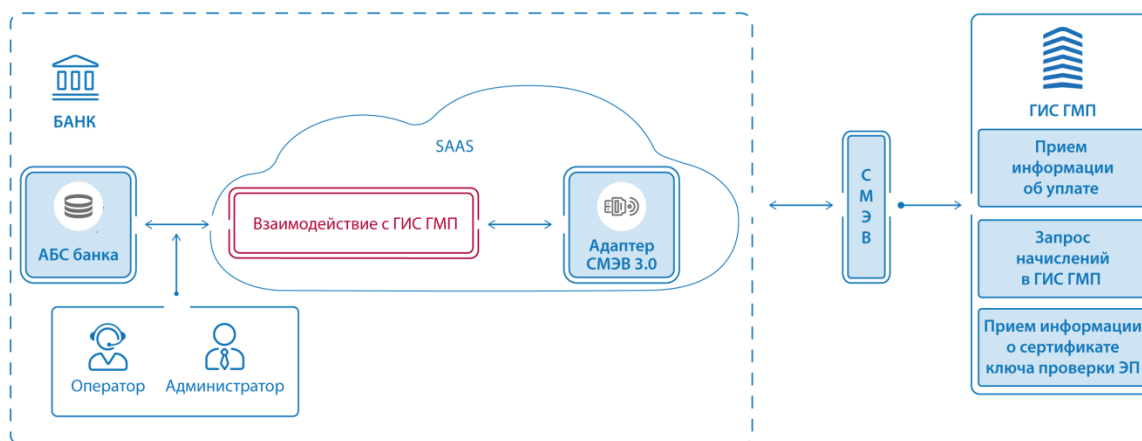 БАНК
SAAS
АБС банка
Взаимодействие с ГИС ГМП
Адаптер
СМЭВ 3.0
Оператор
Администратор
С
М
Э
В
ГИС ГМП
Прием
информации
об уплате
Запрос
начислений
в ГИС ГМП
Прием информации
о сертификате
ключа проверки ЭП